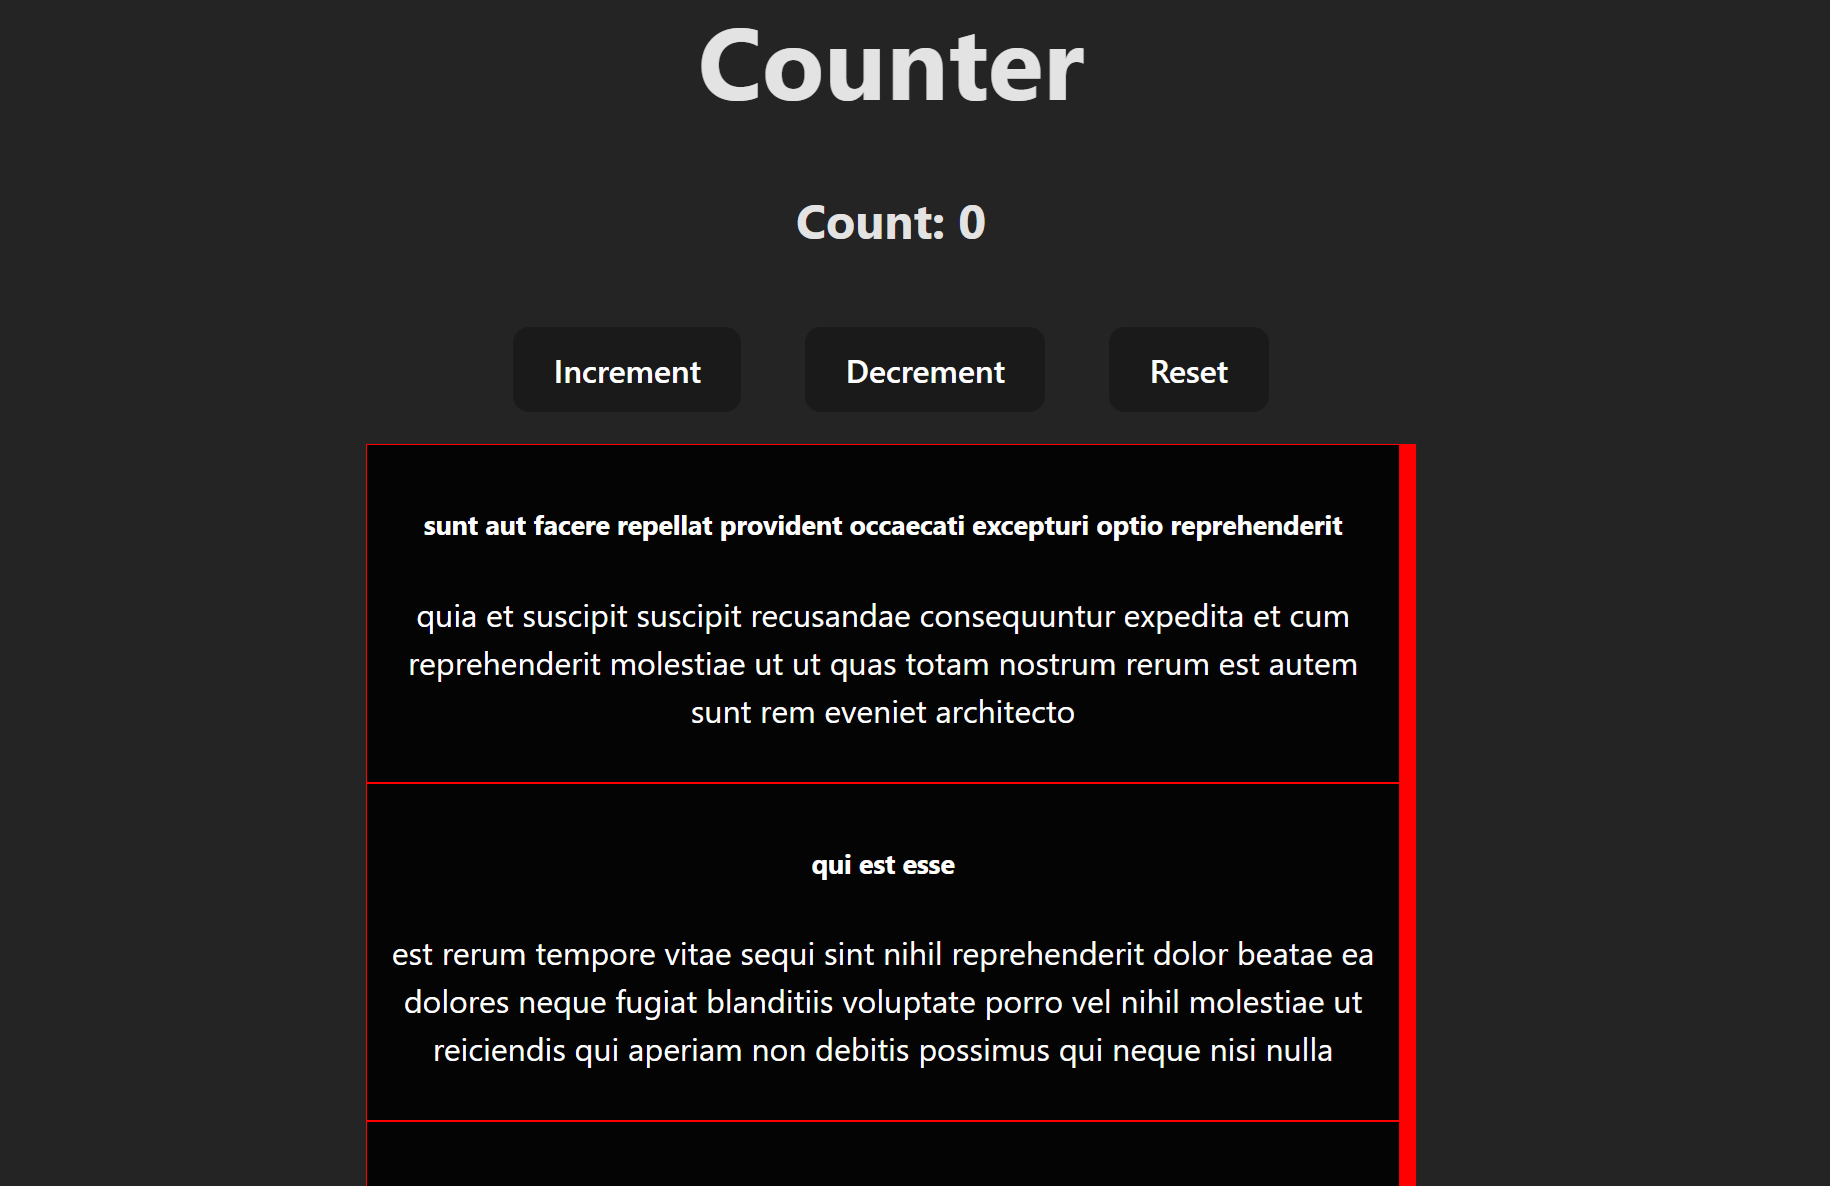 Counter
Count: 0
Increment Decrement Reset
sunt aut facere repellat provident occaecati excepturi optio reprehenderit
quia et suscipit suscipit recusandae consequuntur expedita et cum
reprehenderit molestiae ut ut quas totam nostrum rerum est autem
sunt rem eveniet architecto
qui est esse
est rerum tempore vitae sequi sint nihil reprehenderit dolor beatae ea
dolores neque fugiat blanditiis voluptate porro vel nihil molestiae ut
reiciendis qui aperiam non debitis possimus qui neque nisi nulla